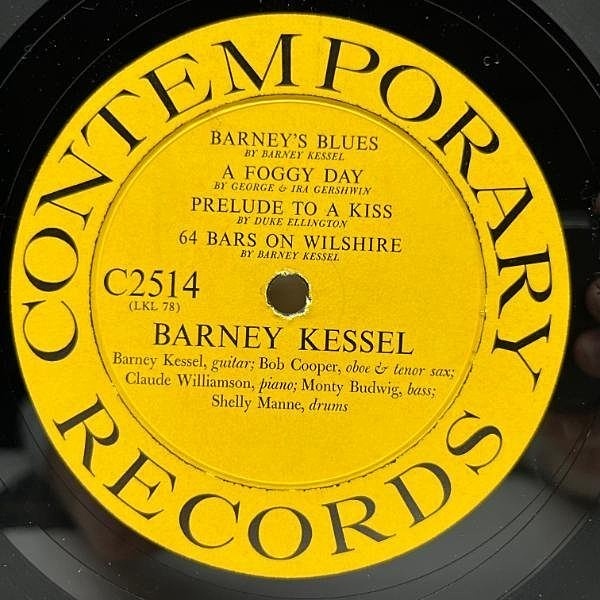 CONTEMPORARY
BARNEY'S BLUES
BY BARNEY KESSEL
A FOGGY DAY
BY GEORGE & IRA GERSHWIN
PRELUDE TO A KISS
BY DUKE ELLINGTON
64 BARS ON WILSHIRE
BY BARNEY KESSEL
C2514
(LKL 78)
BARNEY KESSEL
Barney Kessel, guitar; Bob Cooper, oboe & tenor sax;
Claude Williamson, piano; Monty Budwig, bass;
Shelly Manne, drums
RECORDS